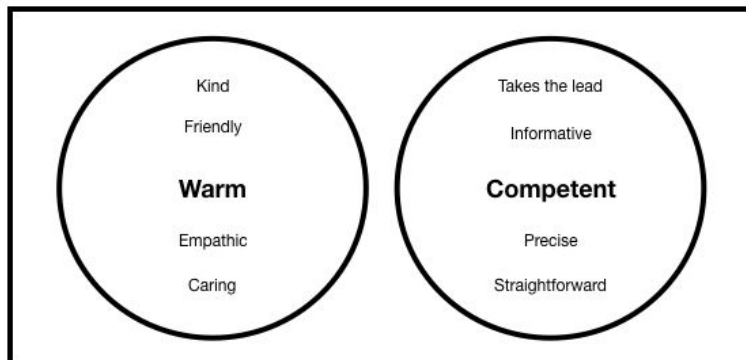 Kind
Friendly
Warm
Empathic
Caring
Takes the lead
Informative
Competent
Precise
Straightforward